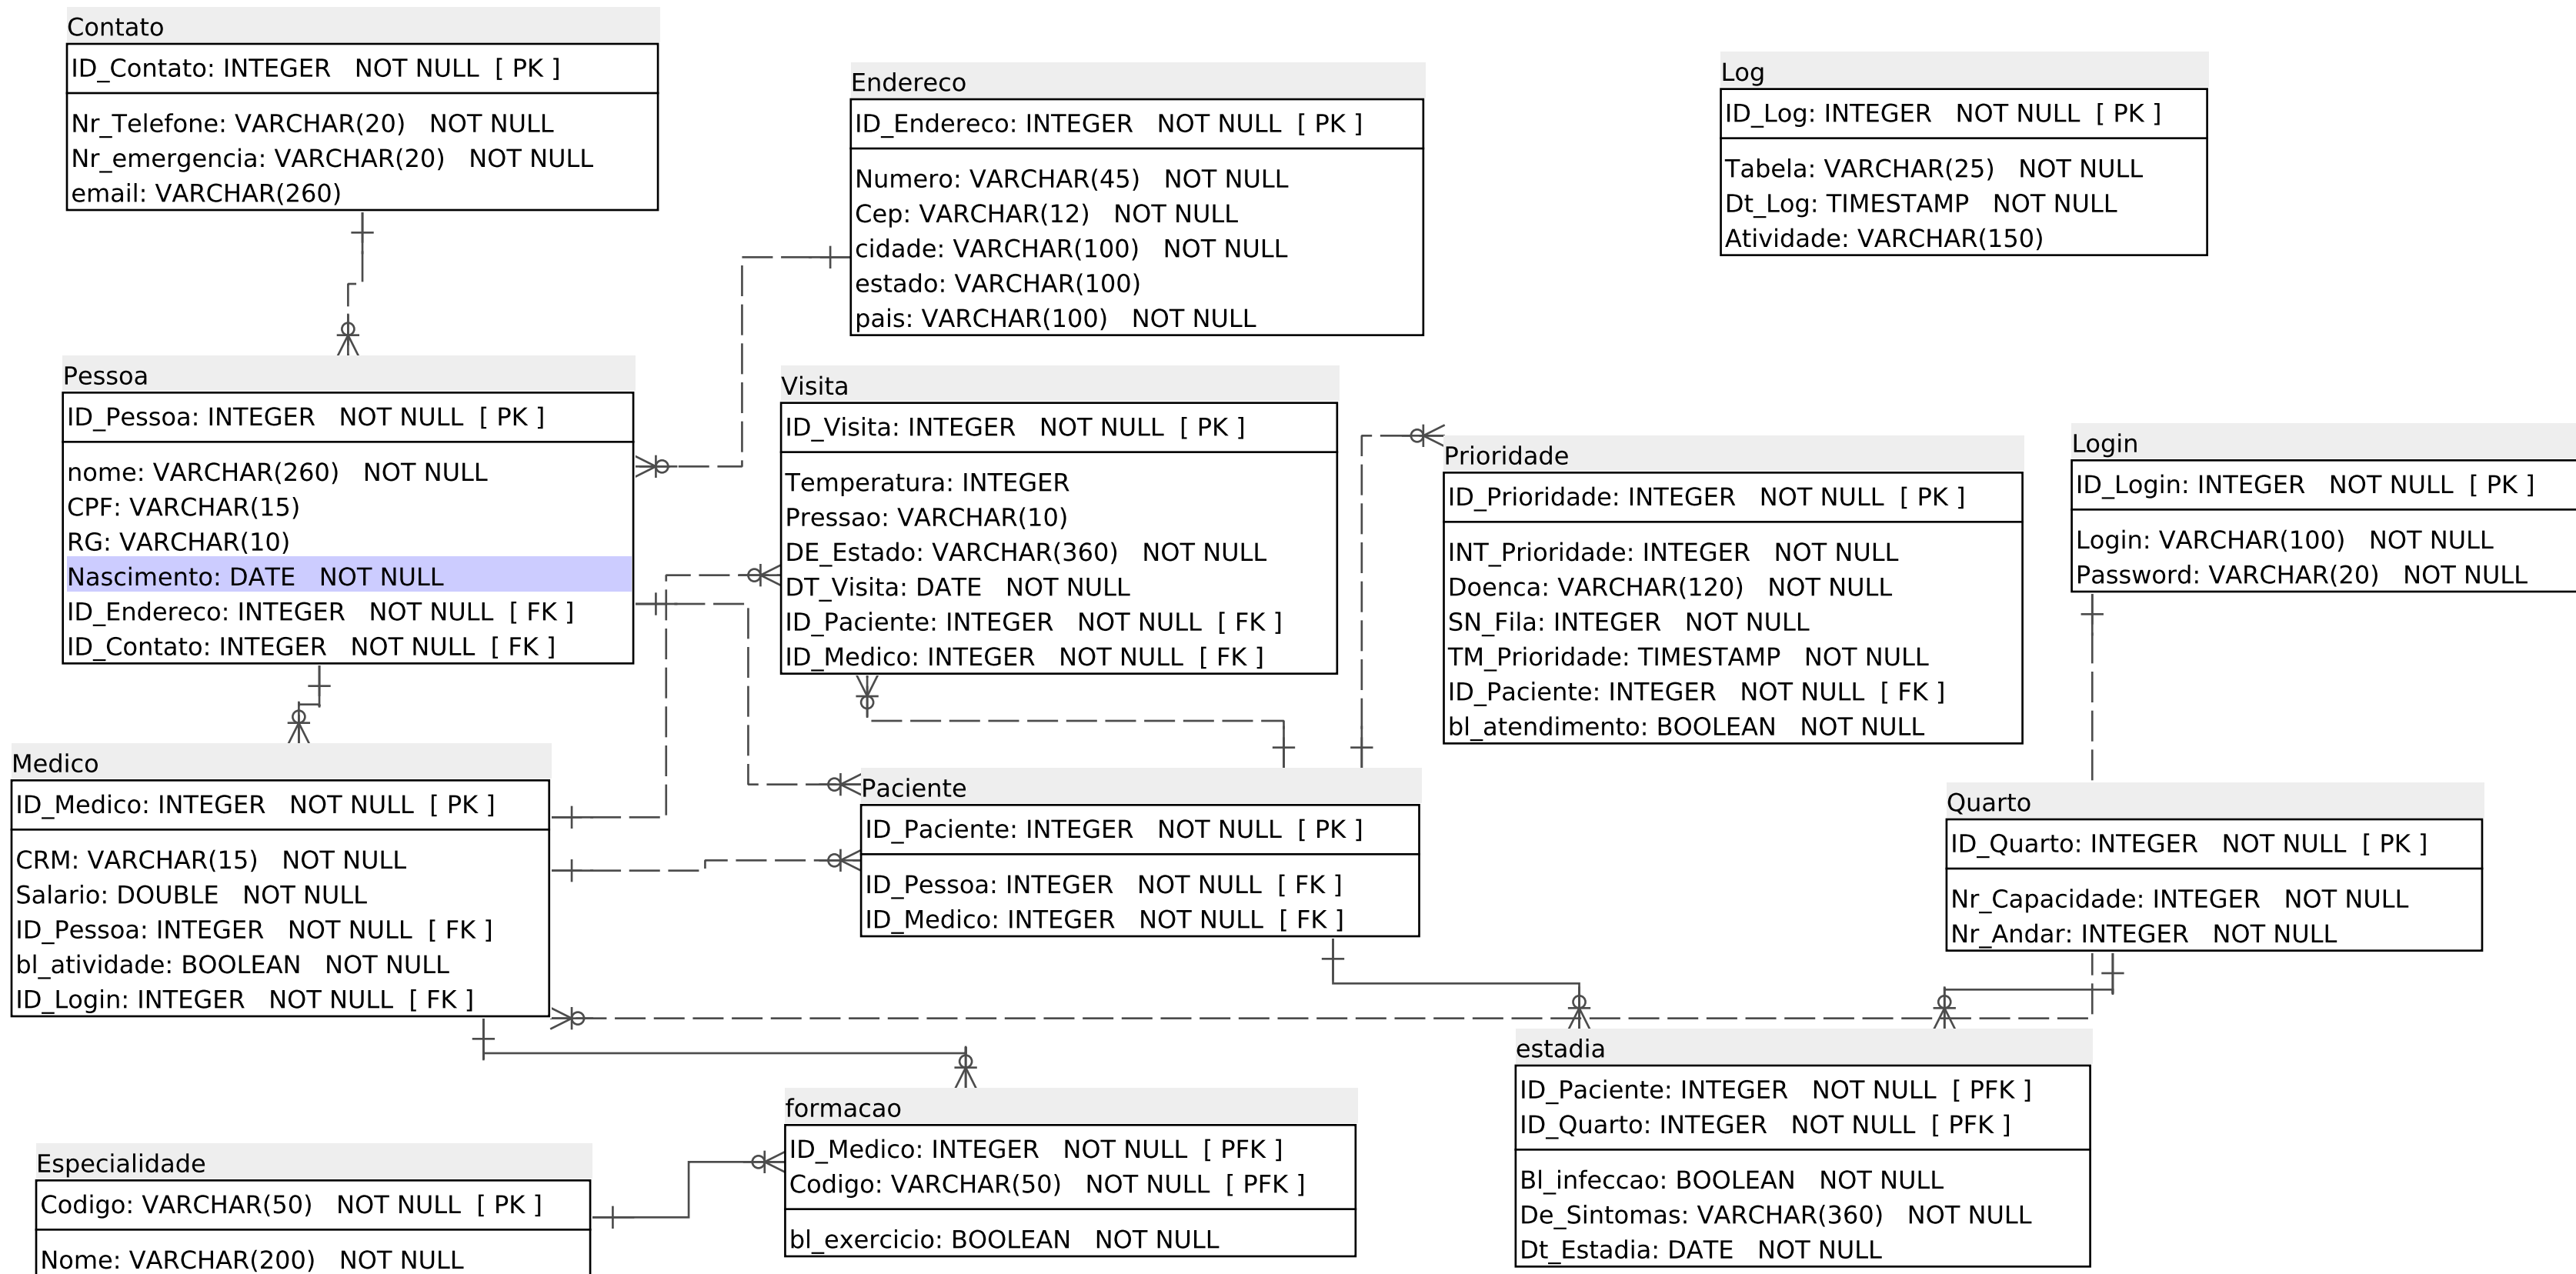 Contato
ID_Contato: INTEGER NOT NULL [ PK ]
Nr_Telefone: VARCHAR(20) NOT NULL
Nr_emergencia: VARCHAR(20) NOT NULL
email: VARCHAR(260)
Endereco
ID_Endereco: INTEGER NOT NULL [ PK ]
Numero: VARCHAR(45) NOT NULL
Cep: VARCHAR(12) NOT NULL
cidade: VARCHAR(100) NOT NULL
estado: VARCHAR(100)
pais: VARCHAR(100) NOT NULL
Log
ID_Log: INTEGER NOT NULL [ PK ]
Tabela: VARCHAR(25) NOT NULL
Dt_Log: TIMESTAMP NOT NULL
Atividade: VARCHAR(150)
Pessoa
ID_Pessoa: INTEGER NOT NULL [ PK ]
nome: VARCHAR(260) NOT NULL
CPF: VARCHAR(15)
RG: VARCHAR(10)
Nascimento: DATE NOT NULL
ID_Endereco: INTEGER NOT NULL [ FK ]
ID_Contato: INTEGER NOT NULL [ FK ]
Visita
ID_Visita: INTEGER NOT NULL [ PK ]
Temperatura: INTEGER
Pressao: VARCHAR(10)
DE_Estado: VARCHAR(360) NOT NULL
DT_Visita: DATE NOT NULL
ID_Paciente: INTEGER NOT NULL [ FK ]
ID_Medico: INTEGER NOT NULL [ FK ]
Prioridade
ID_Prioridade: INTEGER NOT NULL [ PK ]
INT_Prioridade: INTEGER NOT NULL
Doenca: VARCHAR(120) NOT NULL
SN_Fila: INTEGER NOT NULL
TM_Prioridade: TIMESTAMP NOT NULL
ID_Paciente: INTEGER NOT NULL [ FK ]
bl_atendimento: BOOLEAN NOT NULL
Login
ID_Login: INTEGER NOT NULL [ PK ]
Login: VARCHAR(100) NOT NULL
Password: VARCHAR(20) NOT NULL
Medico
ID_Medico: INTEGER NOT NULL [ PK ]
CRM: VARCHAR(15) NOT NULL
Salario: DOUBLE NOT NULL
ID_Pessoa: INTEGER NOT NULL [ FK ]
bl_atividade: BOOLEAN NOT NULL
ID_Login: INTEGER NOT NULL [ FK ]
Paciente
ID_Paciente: INTEGER NOT NULL [ PK ]
ID_Pessoa: INTEGER NOT NULL [ FK ]
ID_Medico: INTEGER NOT NULL [ FK ]
Quarto
ID_Quarto: INTEGER NOT NULL [ PK ]
Nr_Capacidade: INTEGER NOT NULL
Nr_Andar: INTEGER NOT NULL
Especialidade
Codigo: VARCHAR(50) NOT NULL [ PK ]
Nome: VARCHAR(200) NOT NULL
formacao
ID_Medico: INTEGER NOT NULL [ PFK ]
Codigo: VARCHAR(50) NOT NULL [ PFK ]
bl_exercicio: BOOLEAN NOT NULL
estadia
ID_Paciente: INTEGER NOT NULL [ PFK ]
ID_Quarto: INTEGER NOT NULL [ PFK ]
Bl_infeccao: BOOLEAN NOT NULL
De_Sintomas: VARCHAR(360) NOT NULL
Dt_Estadia: DATE NOT NULL